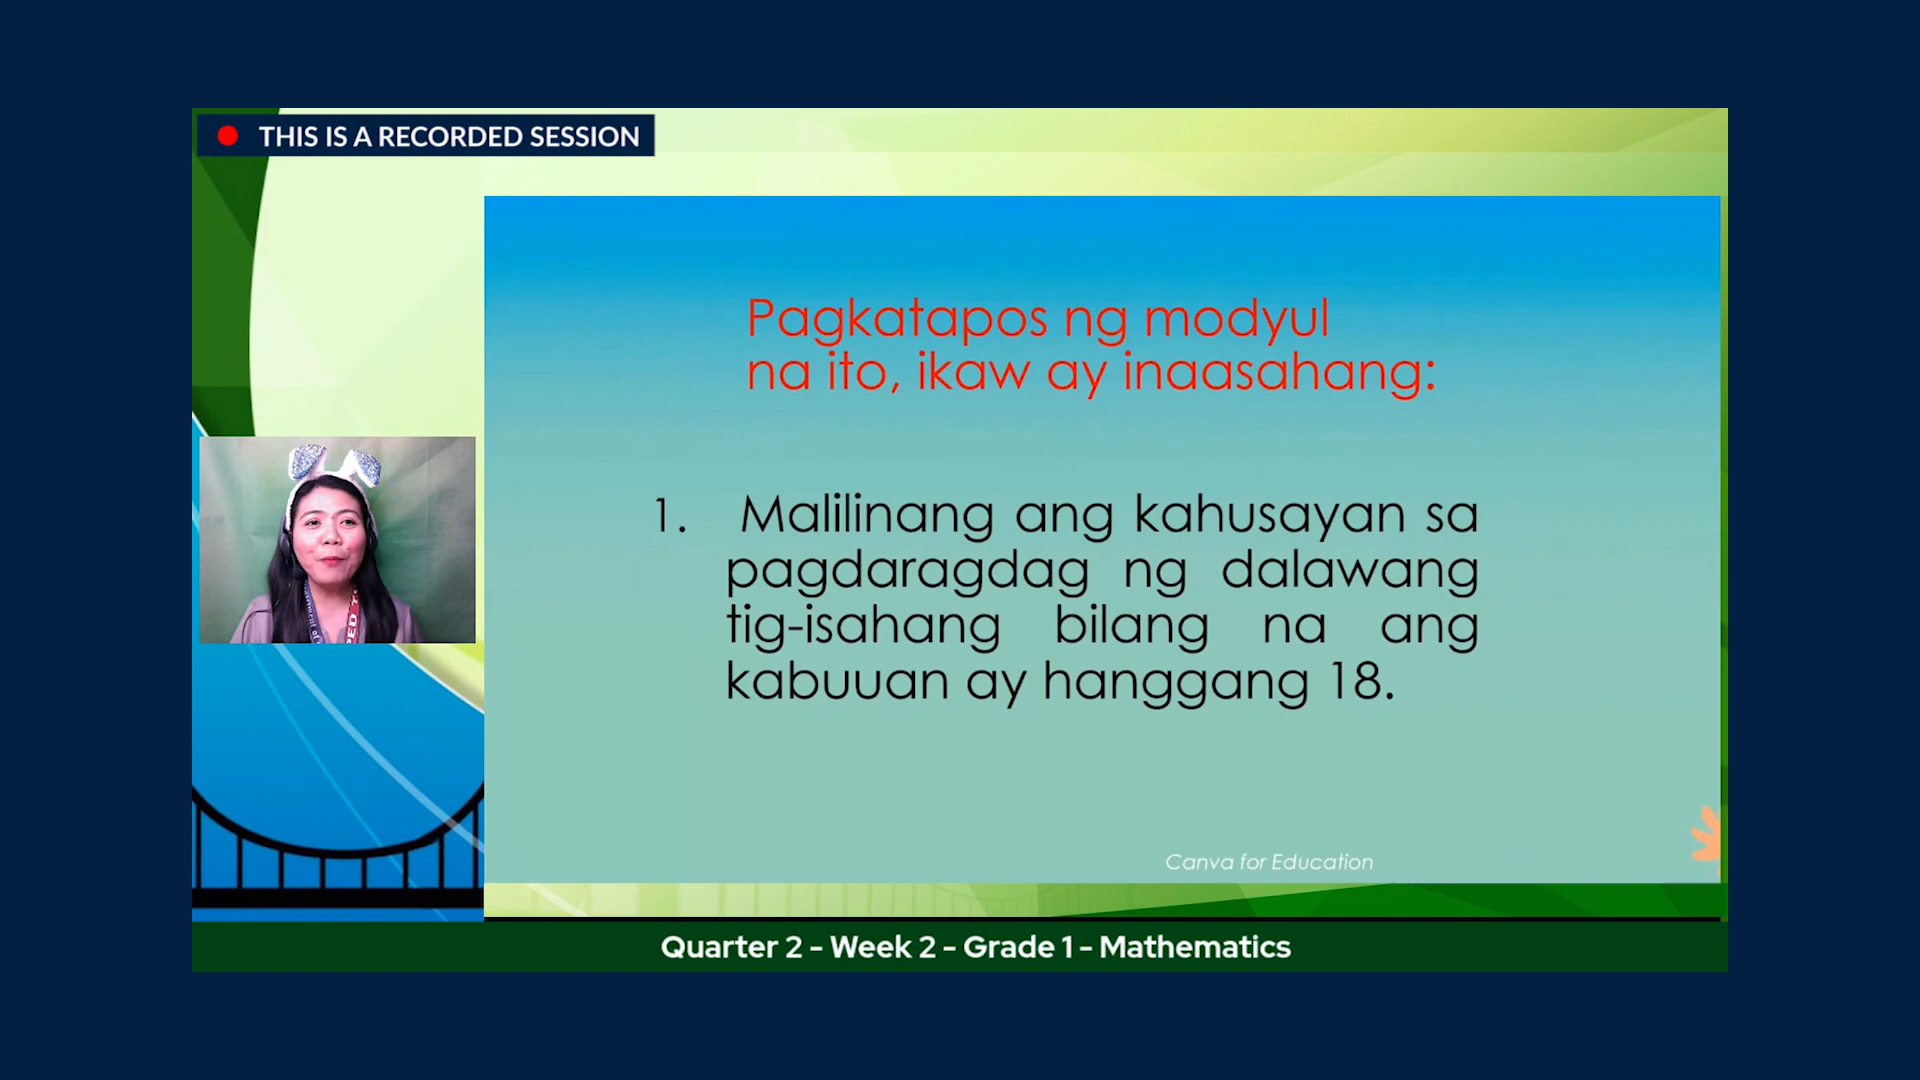 THIS IS A RECORDED SESSION
Pagkatapos ng modyul
na ito, ikaw ay inaasahang:
1. Malilinang ang kahusayan sa
pagdaragdag ng dalawang
tig-isahang bilang na ang
kabuuan ay hanggang 18.
Canva for Education
Quarter 2 - Week 2 - Grade 1 - Mathematics